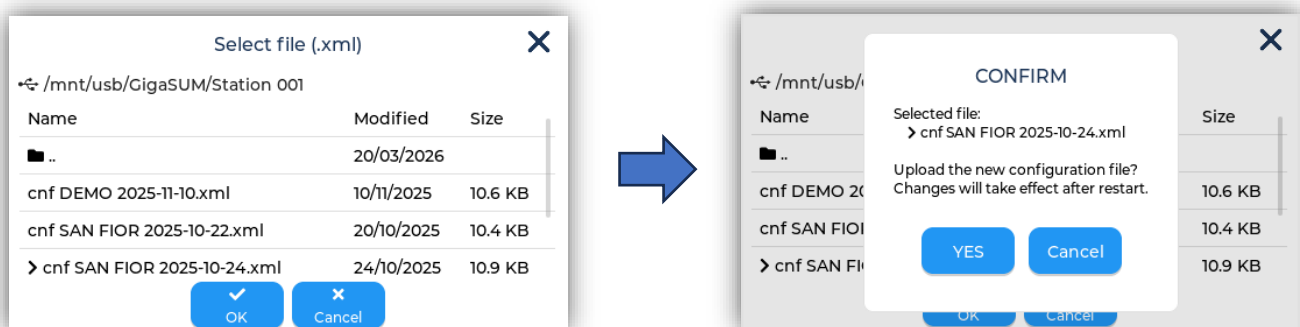 Select file (.xml)
/mnt/usb/GigaSUM/Station 001
Name Modified Size
.. 20/03/2026
cnf DEMO 2025-11-10.xml 10/11/2025 10.6 KB
cnf SAN FIOR 2025-10-22.xml 20/10/2025 10.4 KB
cnf SAN FIOR 2025-10-24.xml 24/10/2025 10.9 KB
OK Cancel
/mnt/usb/
Name Size
..
cnf DEMO 20 10.6 KB
cnf SAN FIO 10.4 KB
cnf SAN FI 10.9 KB
OK Cancel
CONFIRM
Selected file:
cnf SAN FIOR 2025-10-24.xml
Upload the new configuration file?
Changes will take effect after restart.
YES Cancel